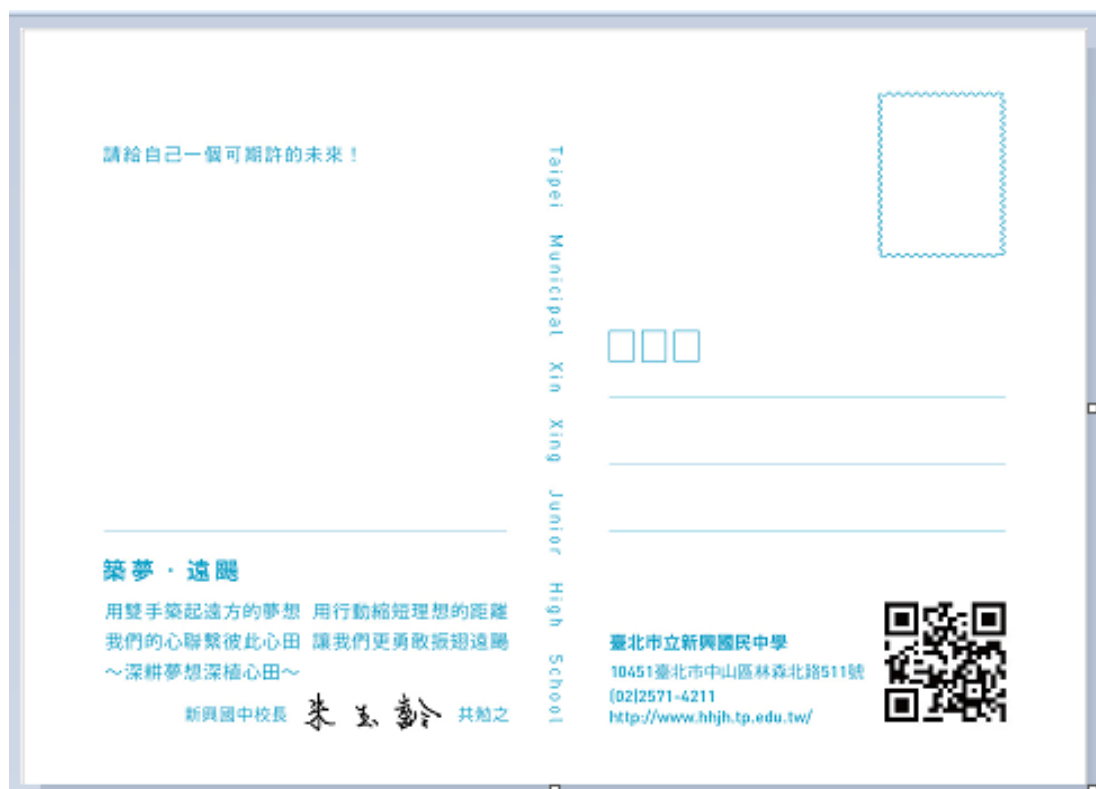 請給自己一個可期許的未來！
築夢．遠颺
用雙手築起遠方的夢想 用行動縮短理想的距離
我們的心聯繫彼此心田 讓我們更勇敢振翅遠颺
～深耕夢想深植心田～
新興國中校長 朱玉齡 共勉之
Taipei Municipal Xin Xing Junior High School
臺北市立新興國民中學
10451臺北市中山區林森北路511號
(02)2571-4211
http://www.hhjh.tp.edu.tw/